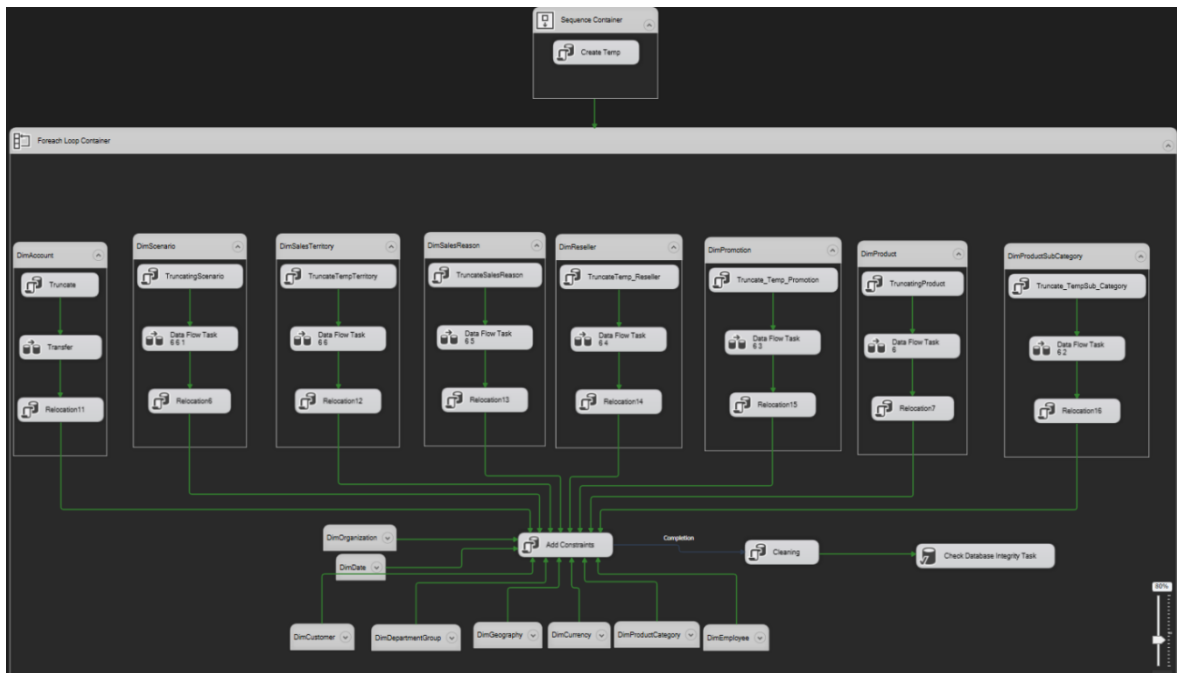 Sequence Container
Create Temp
Foreach Loop Container
DimAccount
Truncate
Transfer
Relocation11
DimScenario
TruncatingScenario
Data Flow Task
6 6 1
Relocation6
DimSalesTerritory
TruncateTempTerritory
Data Flow Task
6 6
Relocation12
DimSalesReason
TruncateSalesReason
Data Flow Task
6 5
Relocation13
DimReseller
TruncateTemp_Reseller
Data Flow Task
6 4
Relocation14
DimPromotion
Truncate_Temp_Promotion
Data Flow Task
6 3
Relocation15
DimProduct
TruncatingProduct
Data Flow Task
6
Relocation7
DimProductSubCategory
Truncate_TempSub_Category
Data Flow Task
6 2
Relocation16
DimOrganization
DimDate
Add Constraints
Completion
Cleaning
Check Database Integrity Task
80%
DimCustomer
DimDepartmentGroup
DimGeography
DimCurrency
DimProductCategory
DimEmployee